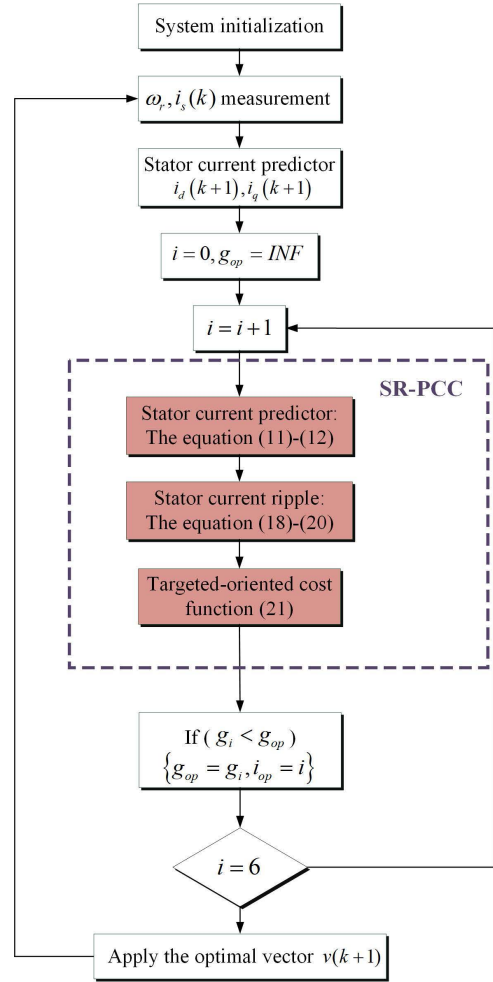 System initialization
ω_r, i_s(k) measurement
Stator current predictor
i_d(k+1), i_q(k+1)
i = 0, g_op = INF
i = i+1
SR-PCC
Stator current predictor:
The equation (11)-(12)
Stator current ripple:
The equation (18)-(20)
Targeted-oriented cost
function (21)
If ( g_i < g_op )
{g_op = g_i, i_op = i}
i = 6
Apply the optimal vector v(k+1)